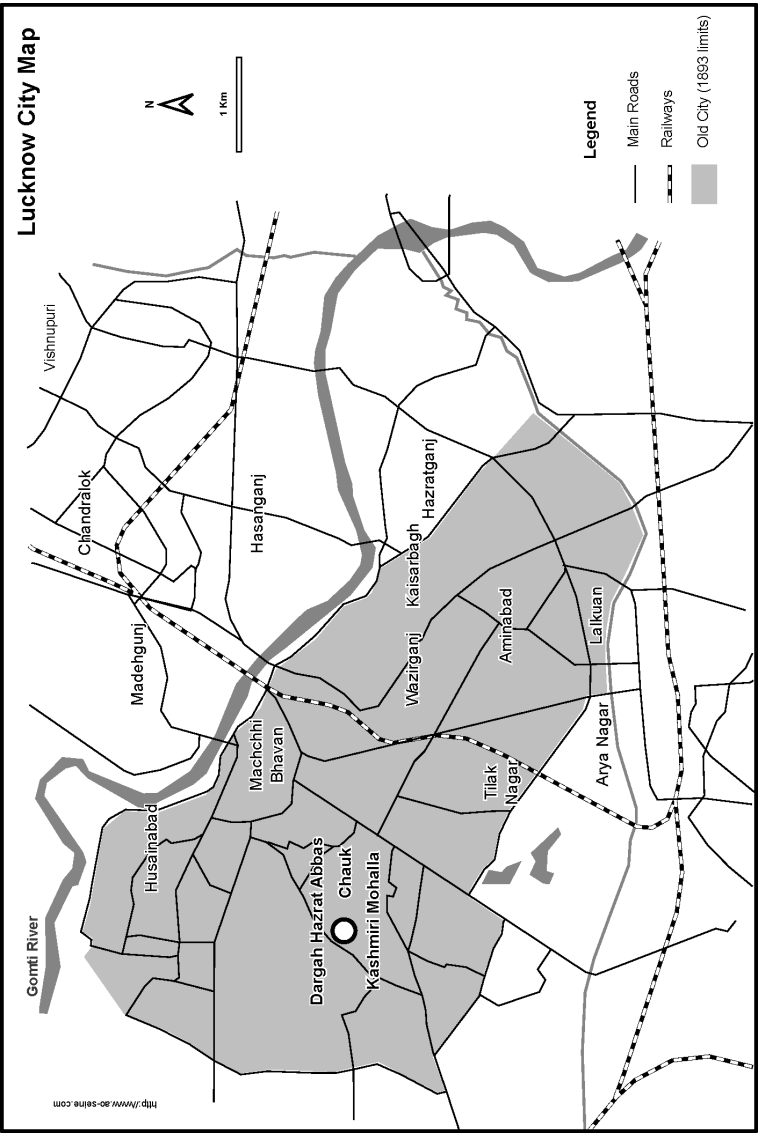 Lucknow City Map
N
1 Km
Vishnupuri
Chandralok
Hasanganj
Madehgunj
Gomti River
Husainabad
Machchhi
Bhavan
Kaisarbagh
Hazratganj
Wazirganj
Aminabad
Lalkuan
Arya Nagar
Tilak
Nagar
Dargah Hazrat Abbas
Chauk
Kashmiri Mohalla
Legend
Main Roads
Railways
Old City (1893 limits)
http://www.ao-seine.com